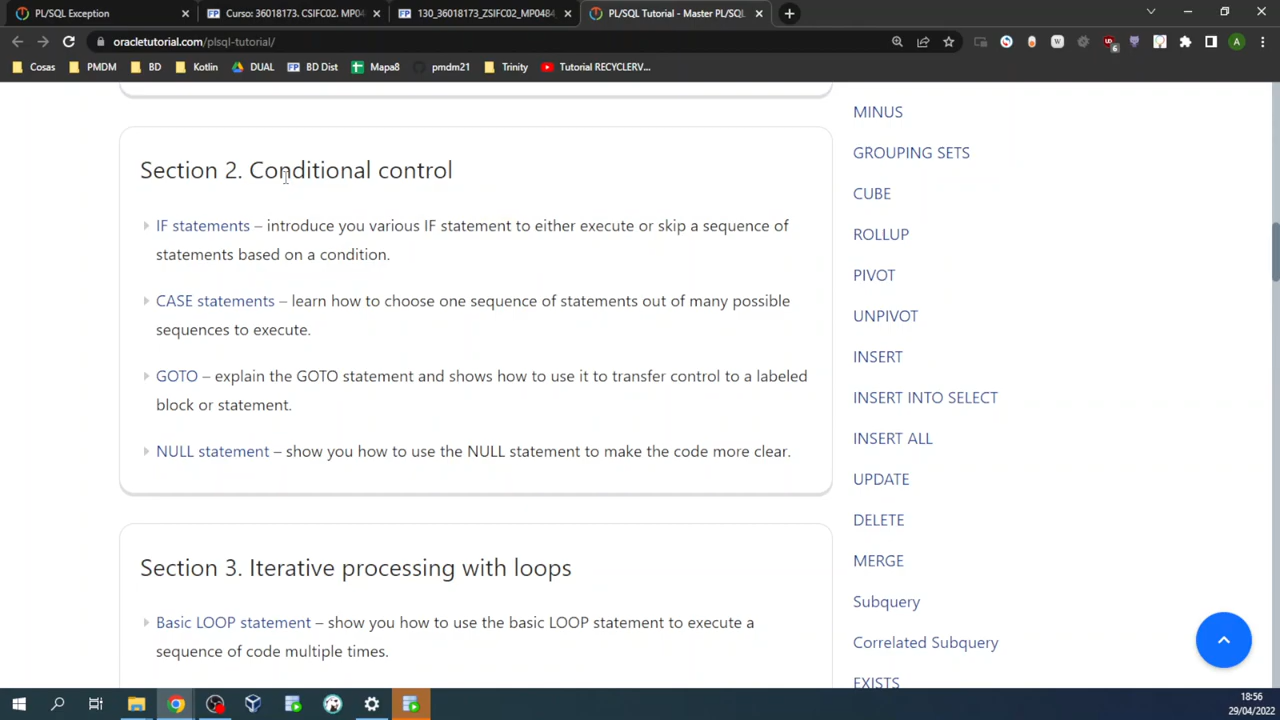 PL/SQL Exception
Curso: 36018173. CSIFC02. MP04
130_36018173_ZSIFC02_MP0484
PL/SQL Tutorial - Master PL/SQL
oracletutorial.com/plsql-tutorial/
6
A
Cosas
PMDM
BD
Kotlin
DUAL
FP BD Dist
Mapa8
pmdm21
Trinity
Tutorial RECYCLERV...
Section 2. Conditional control
IF statements – introduce you various IF statement to either execute or skip a sequence of
statements based on a condition.
CASE statements – learn how to choose one sequence of statements out of many possible
sequences to execute.
GOTO – explain the GOTO statement and shows how to use it to transfer control to a labeled
block or statement.
NULL statement – show you how to use the NULL statement to make the code more clear.
Section 3. Iterative processing with loops
Basic LOOP statement – show you how to use the basic LOOP statement to execute a
sequence of code multiple times.
MINUS
GROUPING SETS
CUBE
ROLLUP
PIVOT
UNPIVOT
INSERT
INSERT INTO SELECT
INSERT ALL
UPDATE
DELETE
MERGE
Subquery
Correlated Subquery
EXISTS
18:56
29/04/2022